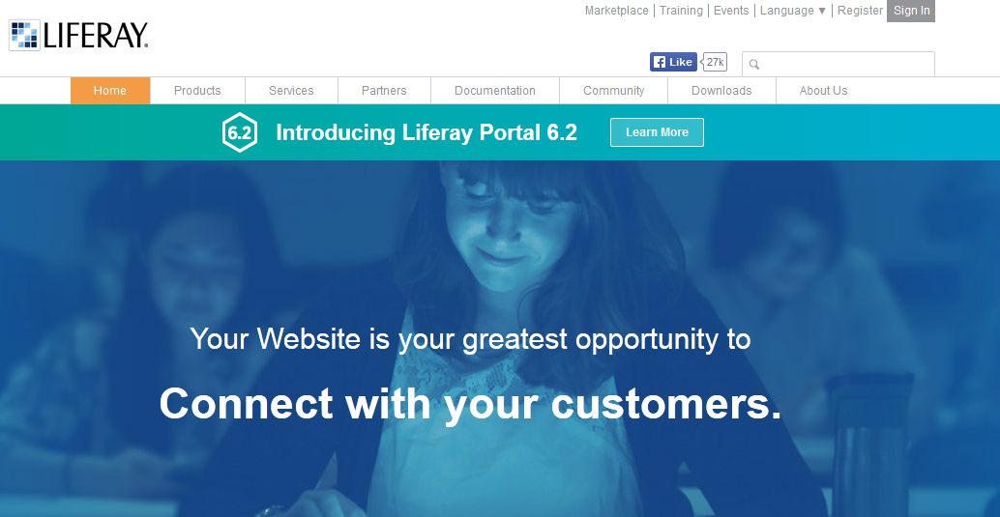 Marketplace | Training | Events | Language ▼ | Register Sign In
LIFERAY®
Like 27k
Home Products Services Partners Documentation Community Downloads About Us
6.2 Introducing Liferay Portal 6.2 Learn More
Your Website is your greatest opportunity to
Connect with your customers.